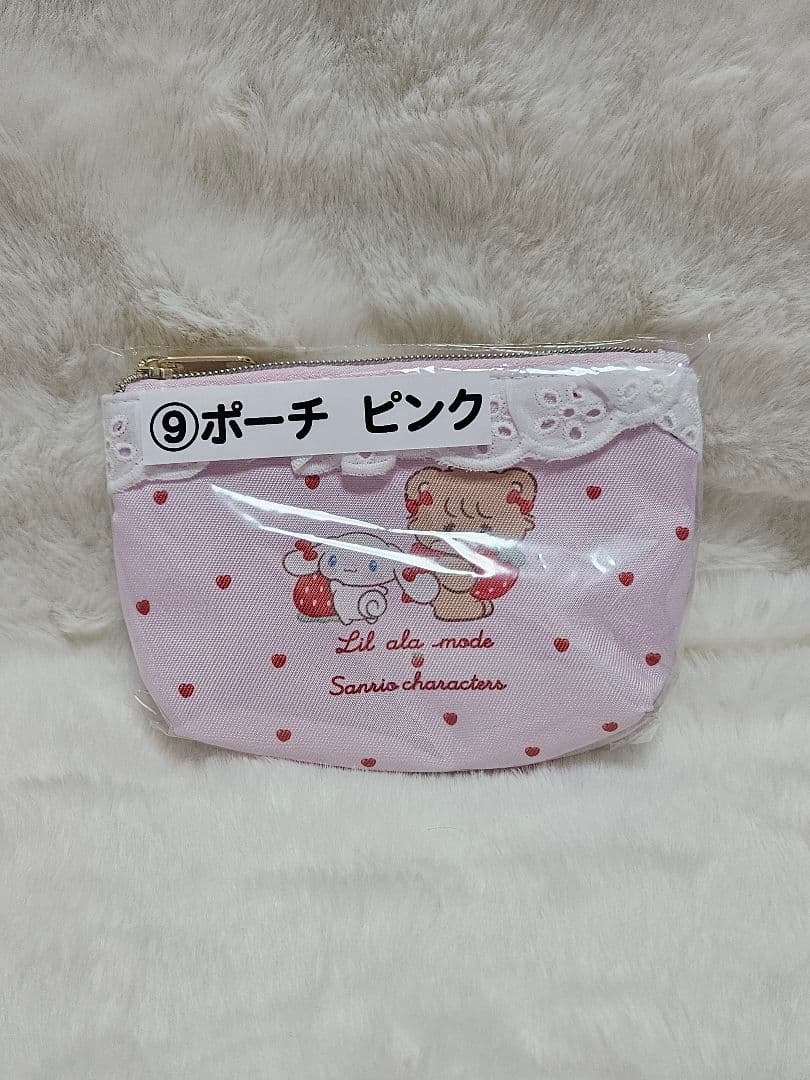 ⑨ポーチ ピンク
Lil ala mode
Sanrio characters